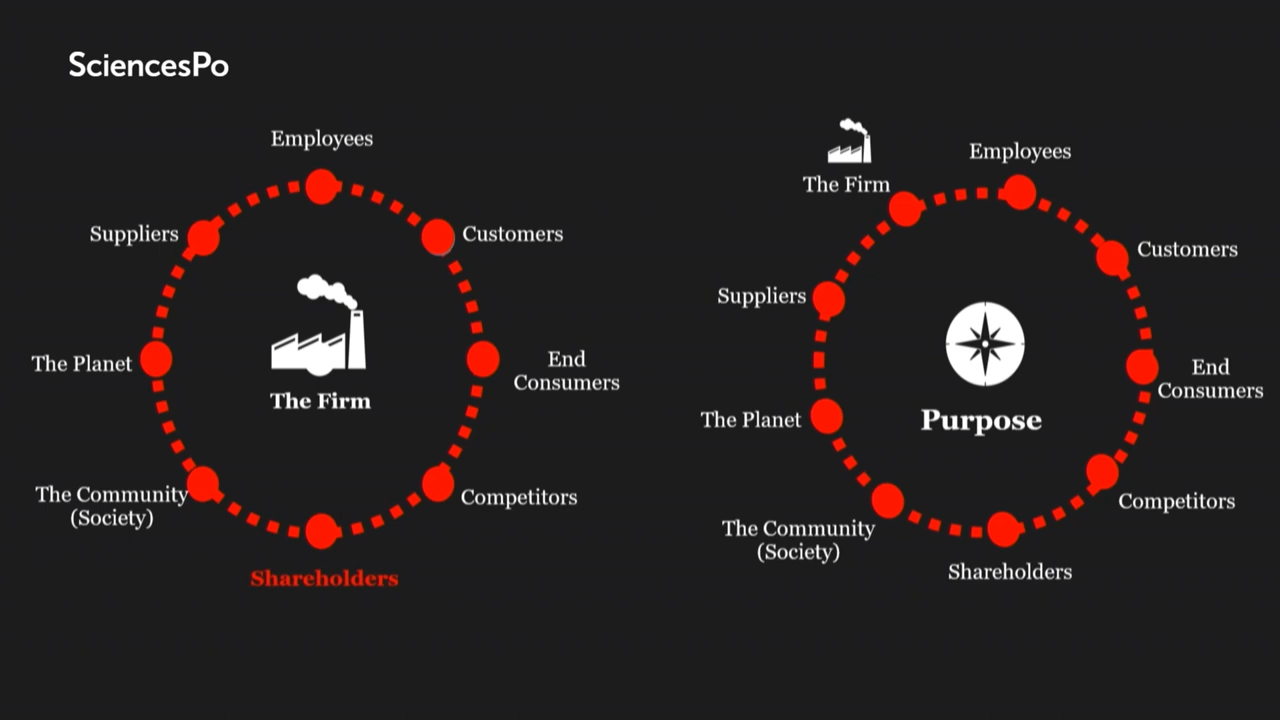 SciencesPo
Employees
Suppliers
Customers
The Firm
The Planet
End
Consumers
The Community
(Society)
Competitors
Shareholders
The Firm
Employees
Customers
Suppliers
Purpose
End
Consumers
The Planet
Competitors
The Community
(Society)
Shareholders